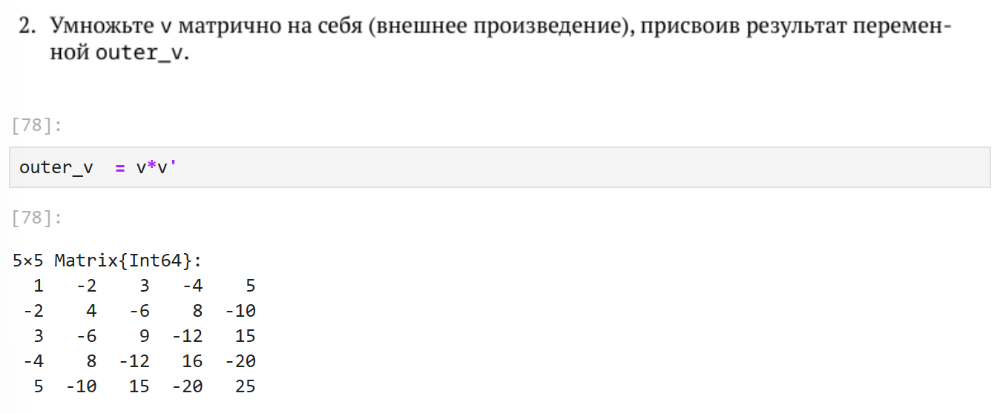 2. Умножьте v матрично на себя (внешнее произведение), присвоив результат перемен-
ной outer_v.
[78]:
outer_v  = v*v'
[78]:
5×5 Matrix{Int64}:
  1   -2    3   -4    5
 -2    4   -6    8  -10
  3   -6    9  -12   15
 -4    8  -12   16  -20
  5  -10   15  -20   25